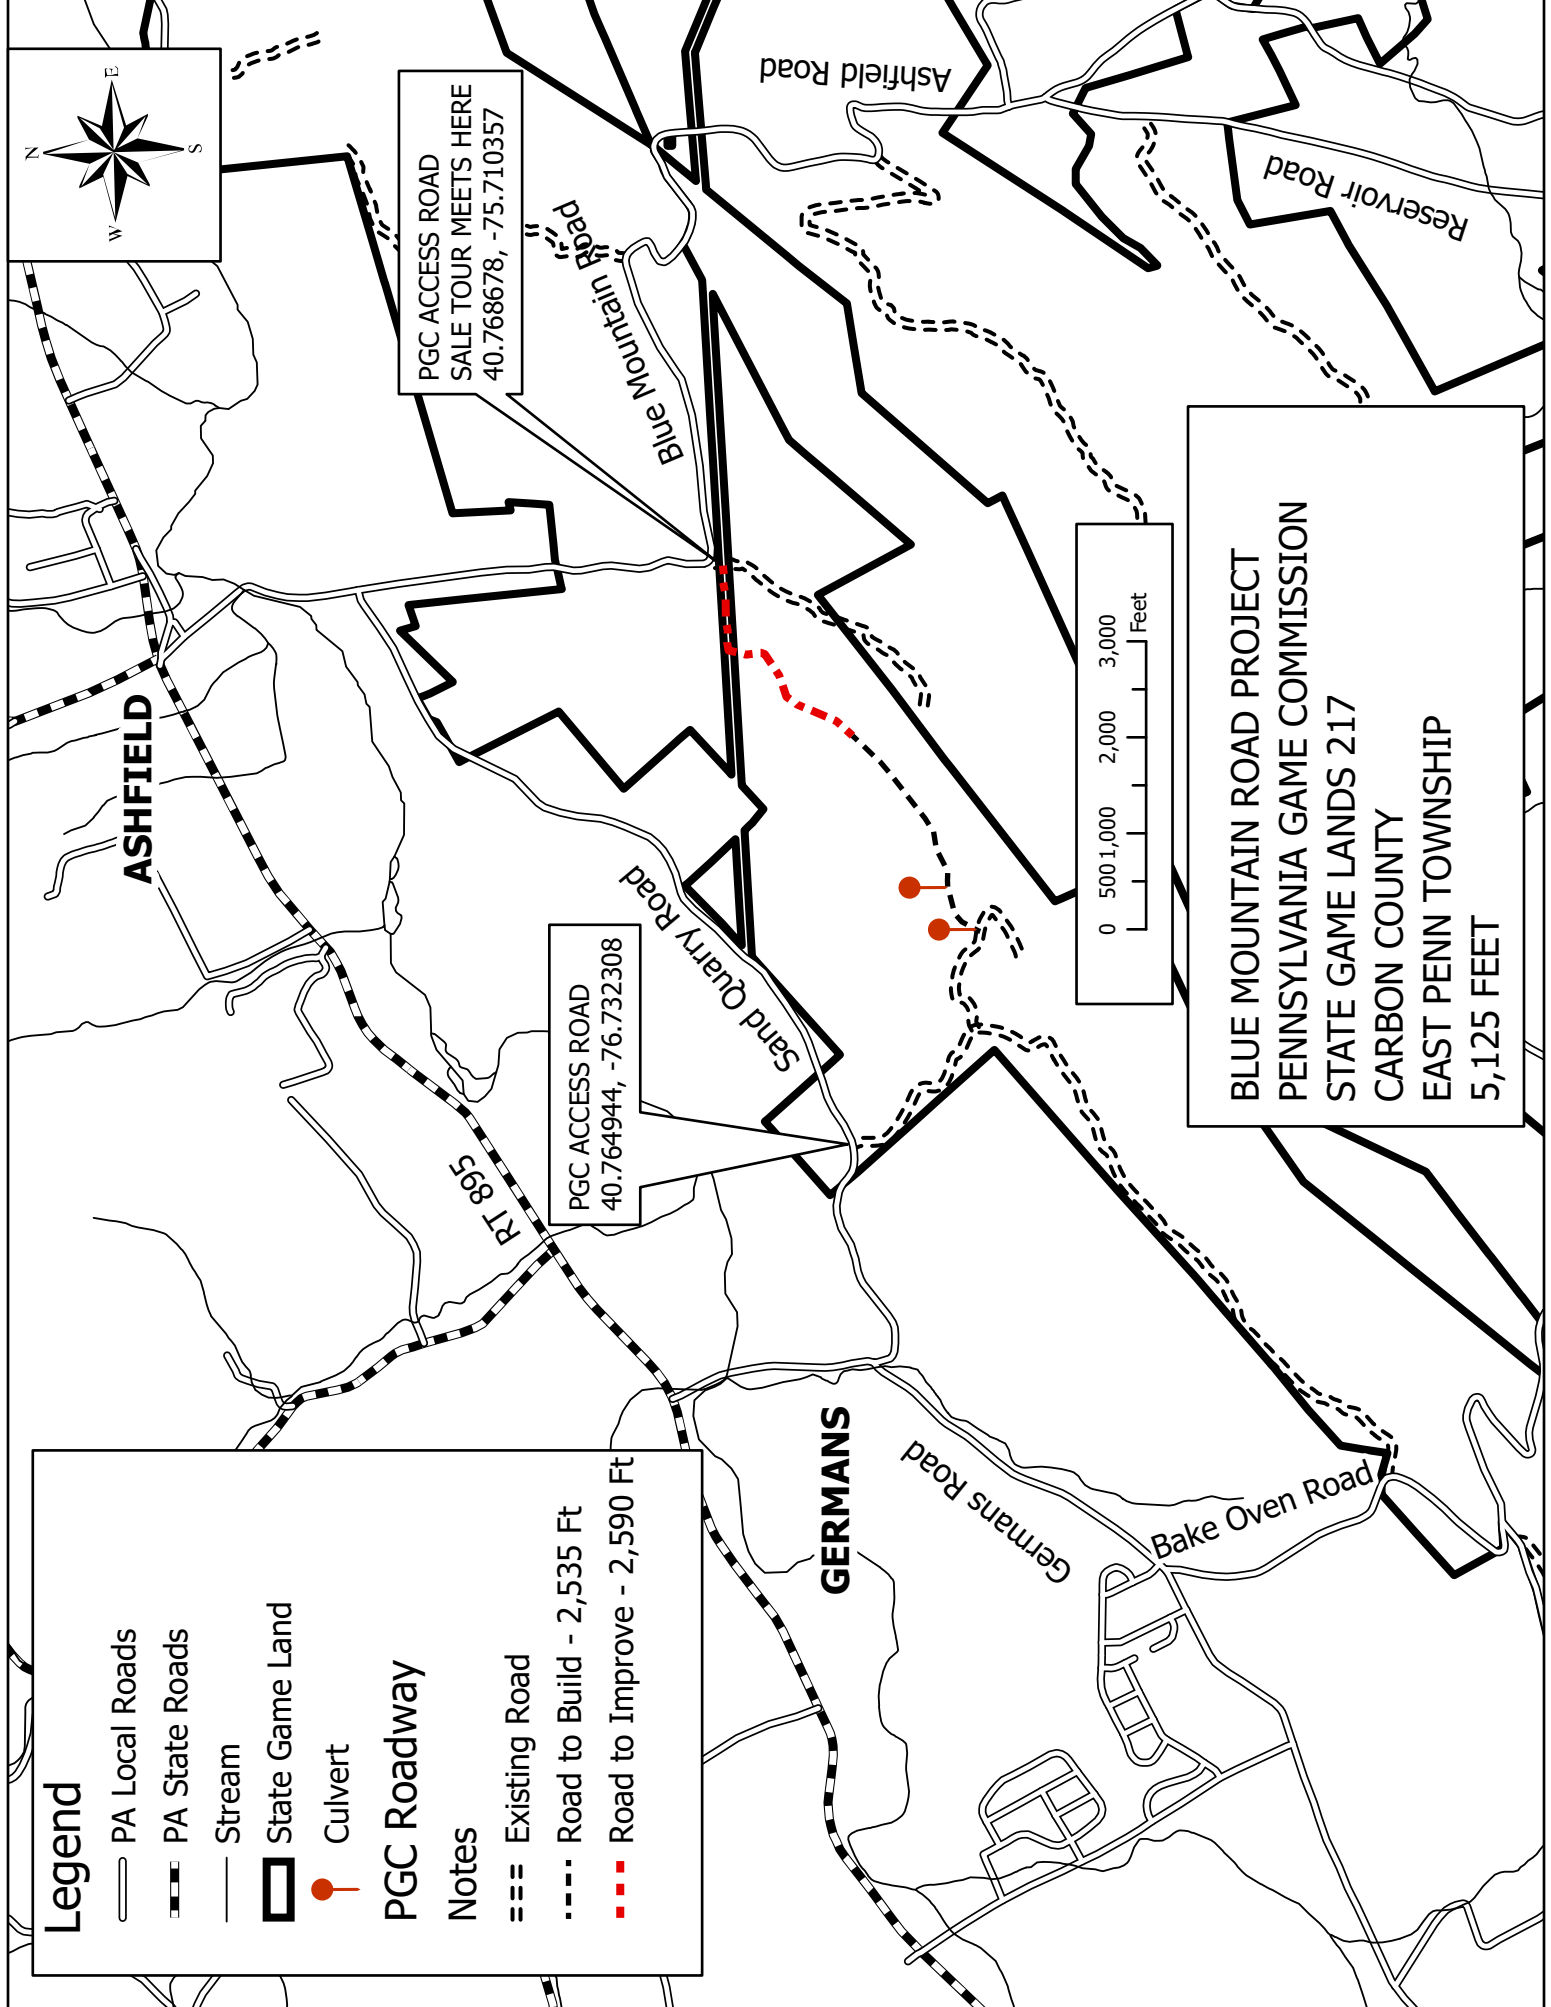 N
E
S
W
ASHFIELD
PGC ACCESS ROAD
SALE TOUR MEETS HERE
40.768678, -75.710357
Blue Mountain Road
Ashfield Road
Reservoir Road
Sand Quarry Road
PGC ACCESS ROAD
40.764944, -76.732308
RT 895
GERMANS
Germans Road
Bake Oven Road
Legend
PA Local Roads
PA State Roads
Stream
State Game Land
Culvert
PGC Roadway
Notes
Existing Road
Road to Build - 2,535 Ft
Road to Improve - 2,590 Ft
0 500 1,000 2,000 3,000
Feet
BLUE MOUNTAIN ROAD PROJECT
PENNSYLVANIA GAME COMMISSION
STATE GAME LANDS 217
CARBON COUNTY
EAST PENN TOWNSHIP
5,125 FEET